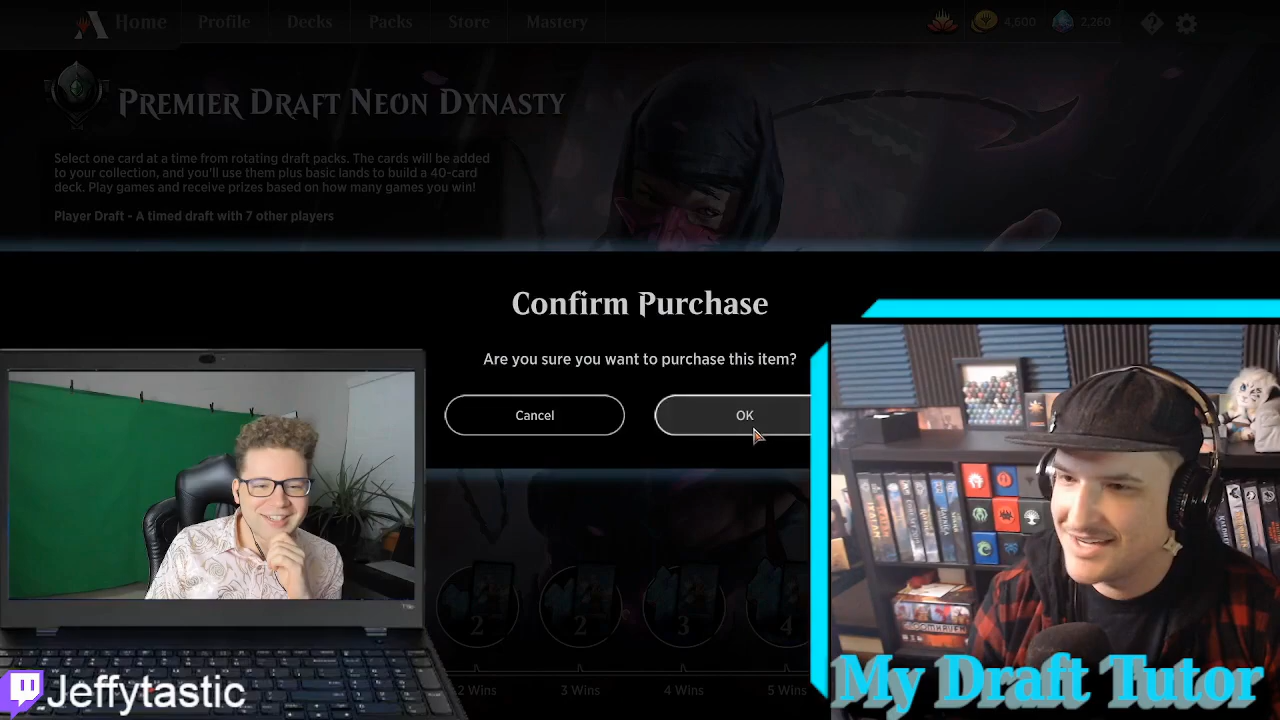 Home Profile Decks Packs Store Mastery 4,600 2,260
Premier Draft Neon Dynasty
Select one card at a time from rotating draft packs. The cards will be added
to your collection, and you'll use them plus basic lands to build a 40-card
deck. Play games and receive prizes based on how many games you win!
Player Draft - A timed draft with 7 other players
Confirm Purchase
Are you sure you want to purchase this item?
Cancel OK
2 2 3 4
2 Wins 3 Wins 4 Wins 5 Wins
Jeffytastic
My Draft Tutor